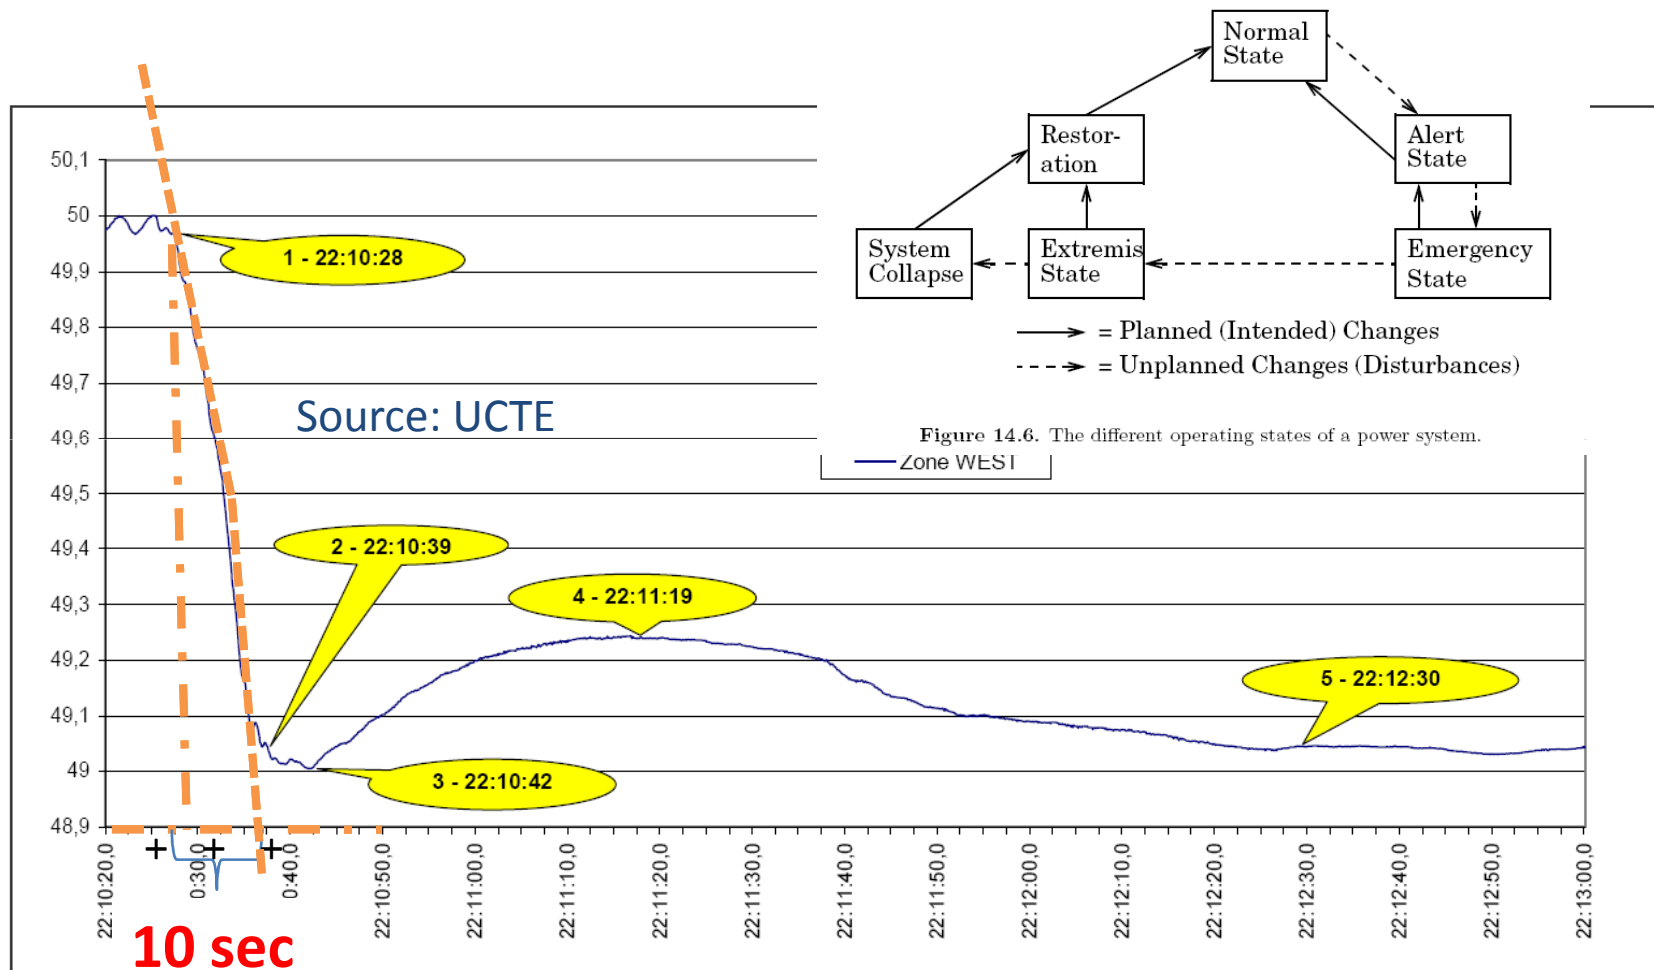 Normal
State
Restor-
ation
Alert
State
System
Collapse
Extremis
State
Emergency
State
= Planned (Intended) Changes
= Unplanned Changes (Disturbances)
Figure 14.6. The different operating states of a power system.
Zone WEST
50,1
50
49,9
49,8
49,7
49,6
49,5
49,4
49,3
49,2
49,1
49
48,9
1 - 22:10:28
Source: UCTE
2 - 22:10:39
4 - 22:11:19
5 - 22:12:30
3 - 22:10:42
22:10:20,0
0:30,0
0:40,0
22:10:50,0
22:11:00,0
22:11:10,0
22:11:20,0
22:11:30,0
22:11:40,0
22:11:50,0
22:12:00,0
22:12:10,0
22:12:20,0
22:12:30,0
22:12:40,0
22:12:50,0
22:13:00,0
10 sec